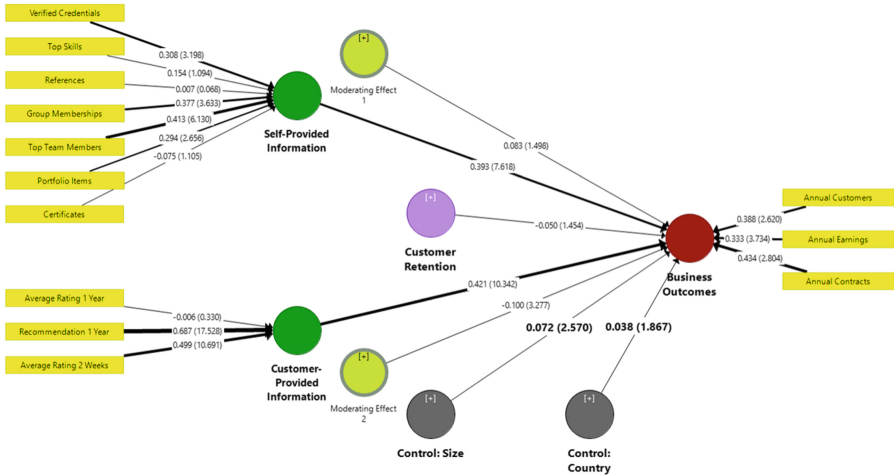 Verified Credentials
Top Skills
References
Group Memberships
Top Team Members
Portfolio Items
Certificates
0.308 (3.198)
0.154 (1.094)
0.007 (0.068)
0.377 (3.633)
0.413 (6.130)
0.294 (2.656)
-0.075 (1.105)
Self-Provided
Information
[+]
Moderating Effect
1
0.083 (1.498)
0.393 (7.618)
[+]
Customer
Retention
-0.050 (1.454)
Business
Outcomes
0.388 (2.620)
0.333 (3.734)
0.434 (2.804)
Annual Customers
Annual Earnings
Annual Contracts
Average Rating 1 Year
Recommendation 1 Year
Average Rating 2 Weeks
-0.006 (0.330)
0.687 (17.528)
0.499 (10.691)
Customer-
Provided
Information
0.421 (10.342)
-0.100 (3.277)
0.072 (2.570)
0.038 (1.867)
[+]
Moderating Effect
2
[+]
Control: Size
[+]
Control:
Country